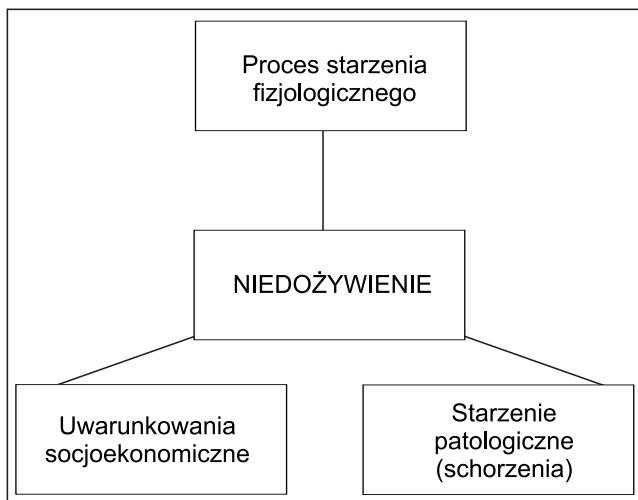 Proces starzenia
fizjologicznego
NIEDOŻYWIENIE
Uwarunkowania
socjoekonomiczne
Starzenie
patologiczne
(schorzenia)